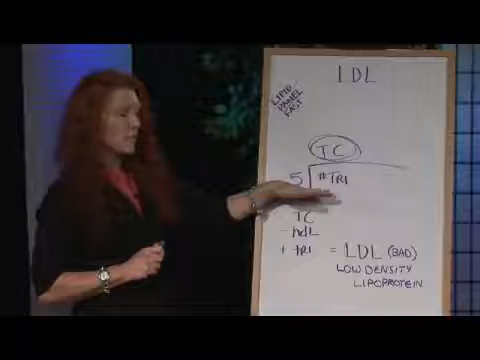 LDL
LIPID
PANEL
FAST
TC
5 #TRI
TC
- hdL
+ tRI = LDL (BAD)
LOW DENSITY
LIPOPROTEIN